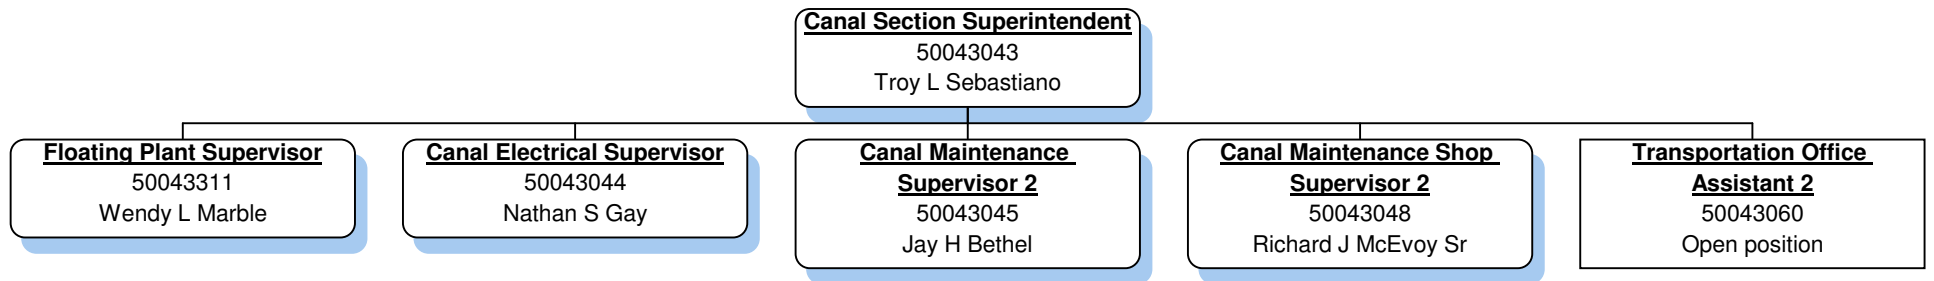 Canal Section Superintendent
50043043
Troy L Sebastiano
Floating Plant Supervisor
50043311
Wendy L Marble
Canal Electrical Supervisor
50043044
Nathan S Gay
Canal Maintenance
Supervisor 2
50043045
Jay H Bethel
Canal Maintenance Shop
Supervisor 2
50043048
Richard J McEvoy Sr
Transportation Office
Assistant 2
50043060
Open position